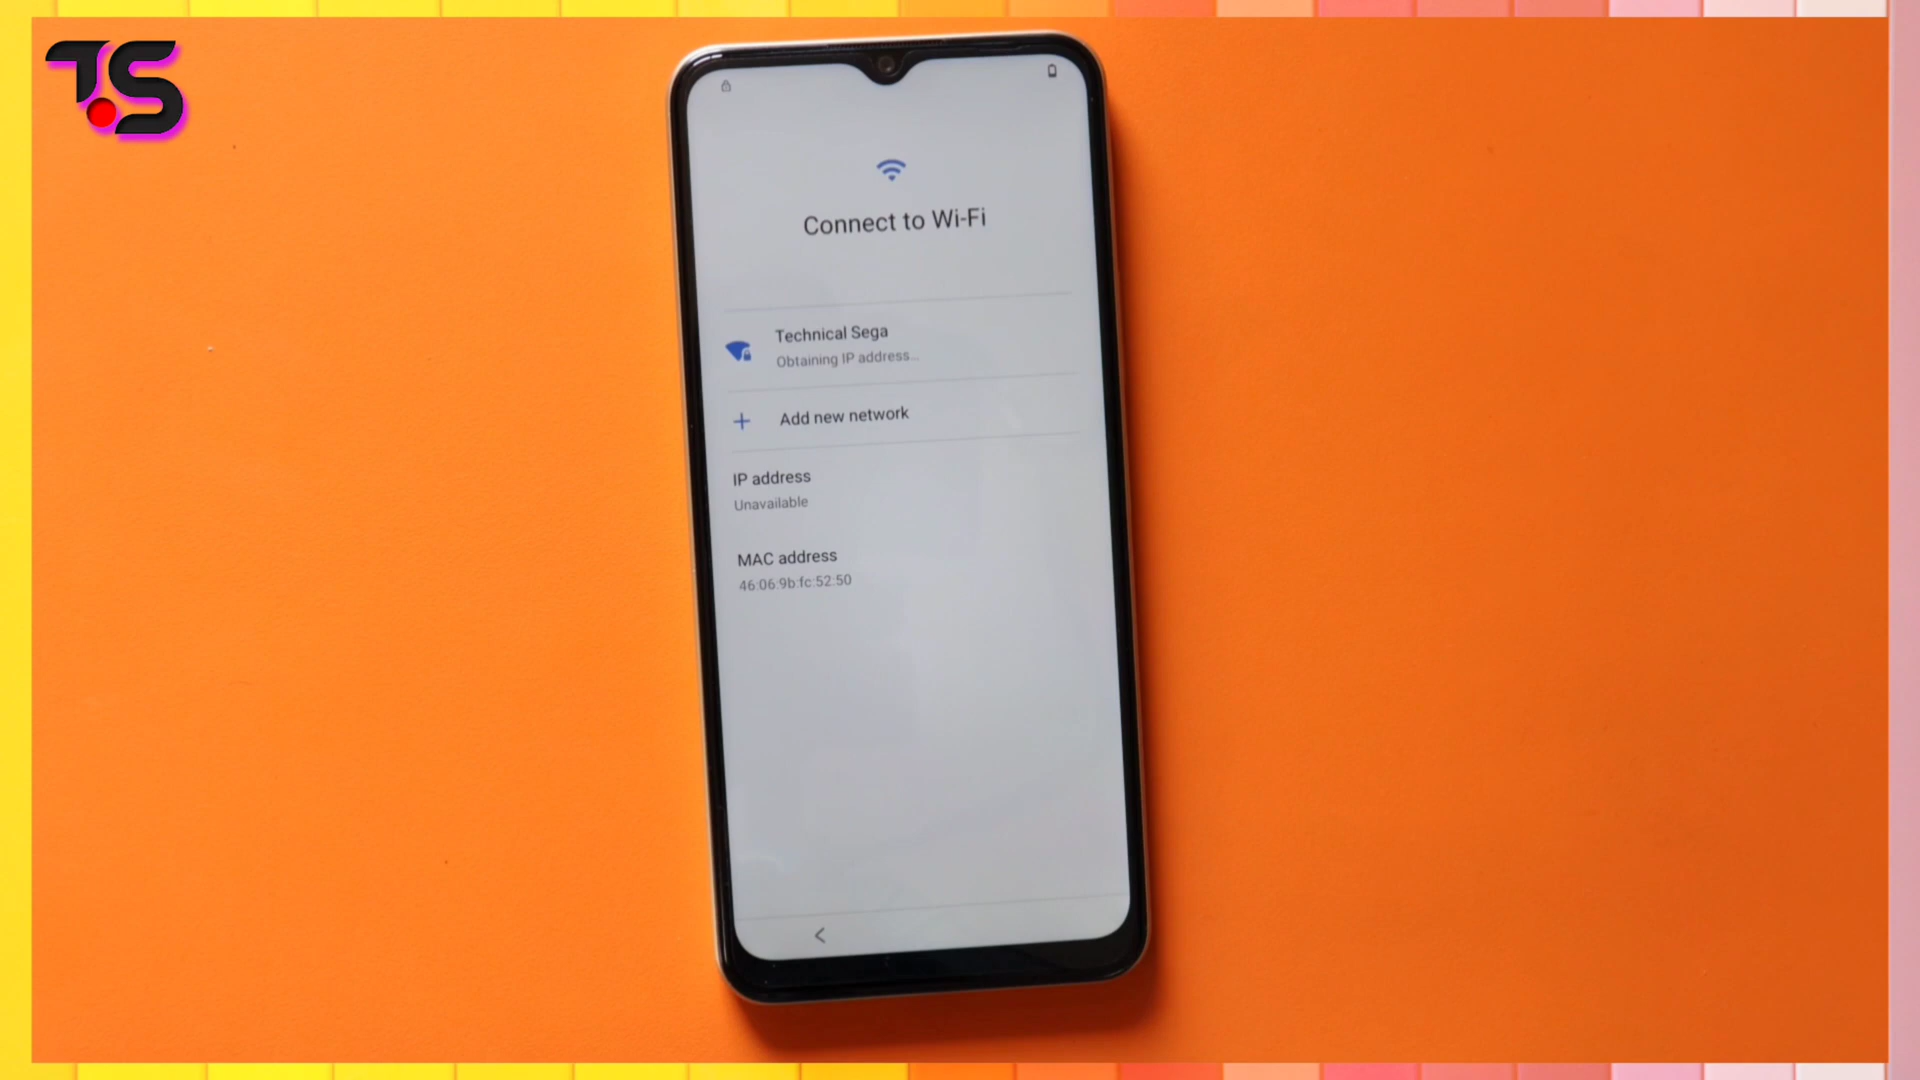 T.S
Connect to Wi-Fi
Technical Sega
Obtaining IP address...
Add new network
IP address
Unavailable
MAC address
46:06:9b:fc:52:50